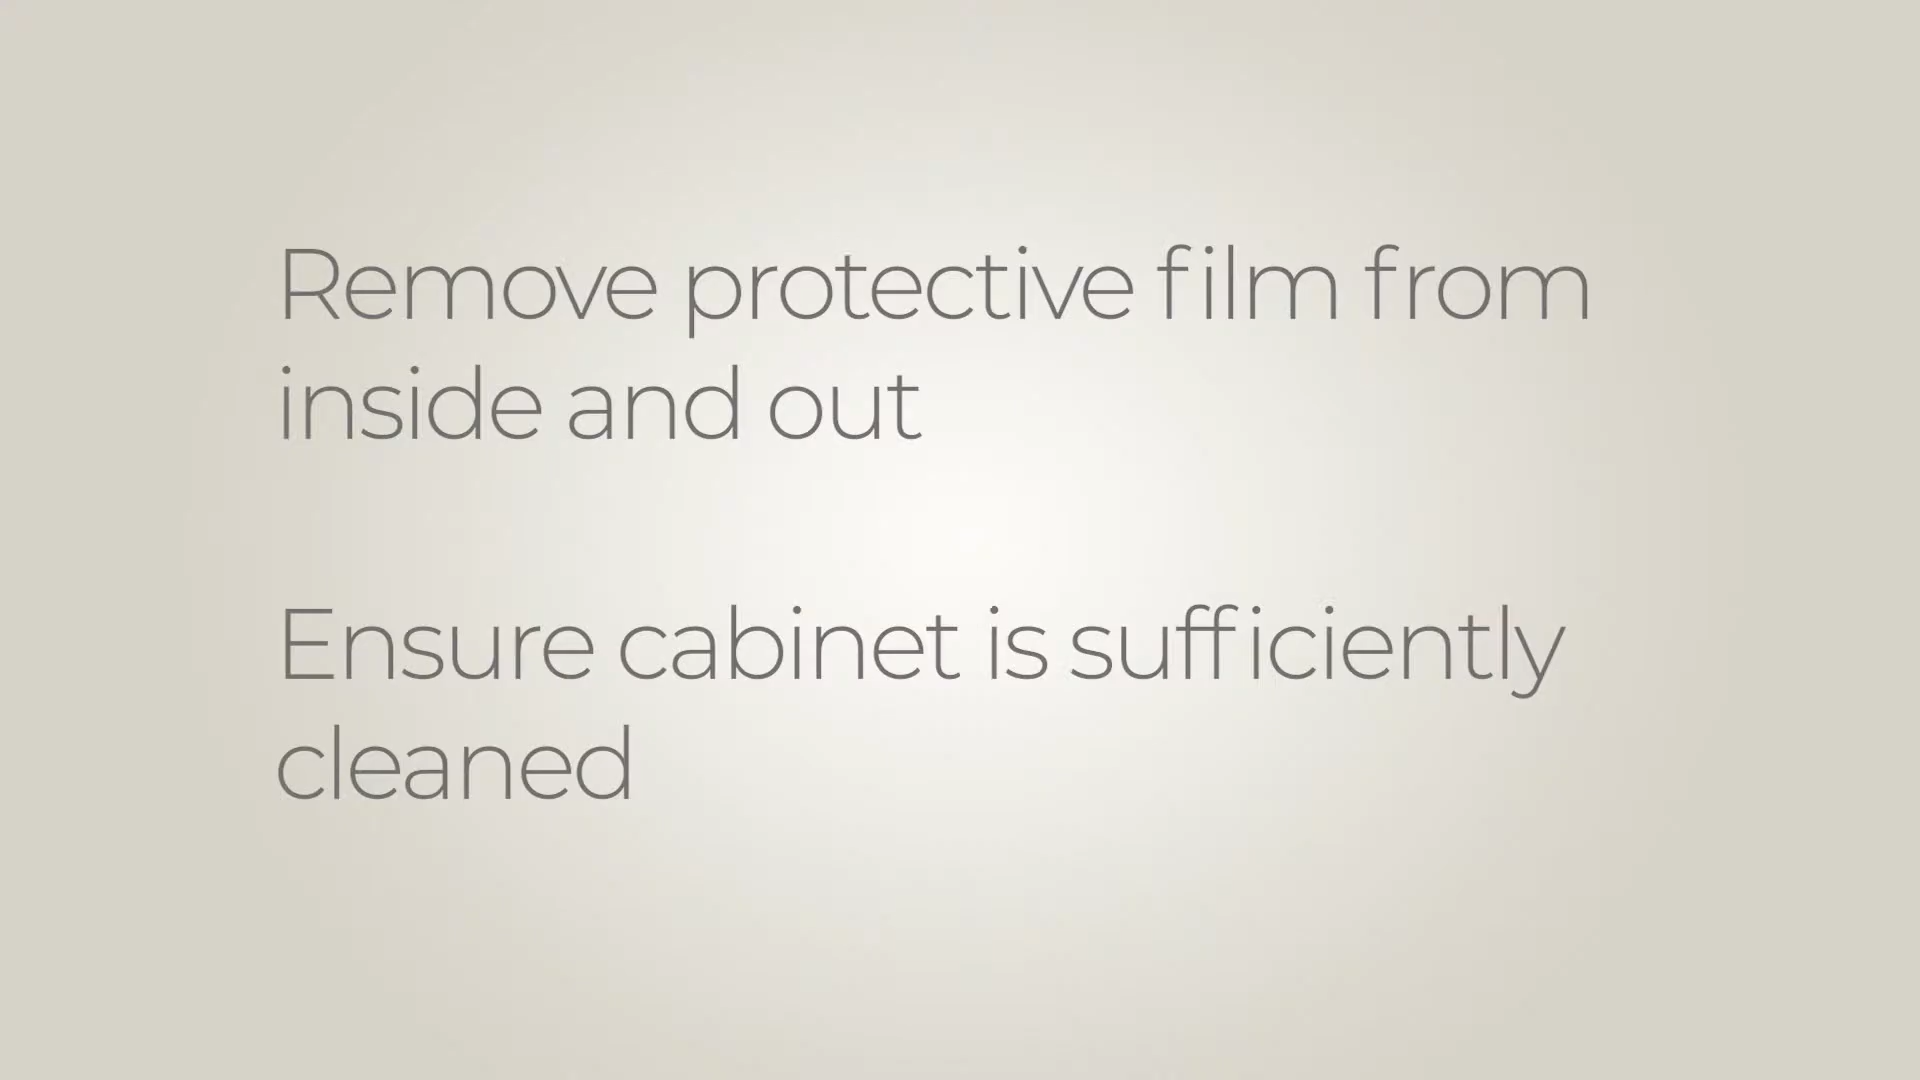 Remove protective film from
inside and out
Ensure cabinet is sufficiently
cleaned